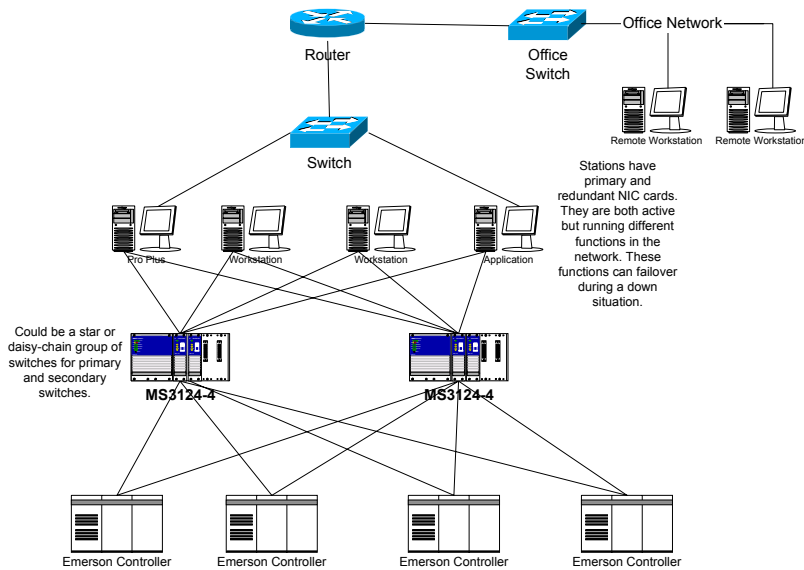 Office Network
Router
Office
Switch
Remote Workstation
Remote Workstation
Switch
Stations have
primary and
redundant NIC cards.
They are both active
but running different
functions in the
network. These
functions can failover
during a down
situation.
Pro Plus
Workstation
Workstation
Application
Could be a star or
daisy-chain group of
switches for primary
and secondary
switches.
MS3124-4
MS3124-4
Emerson Controller
Emerson Controller
Emerson Controller
Emerson Controller